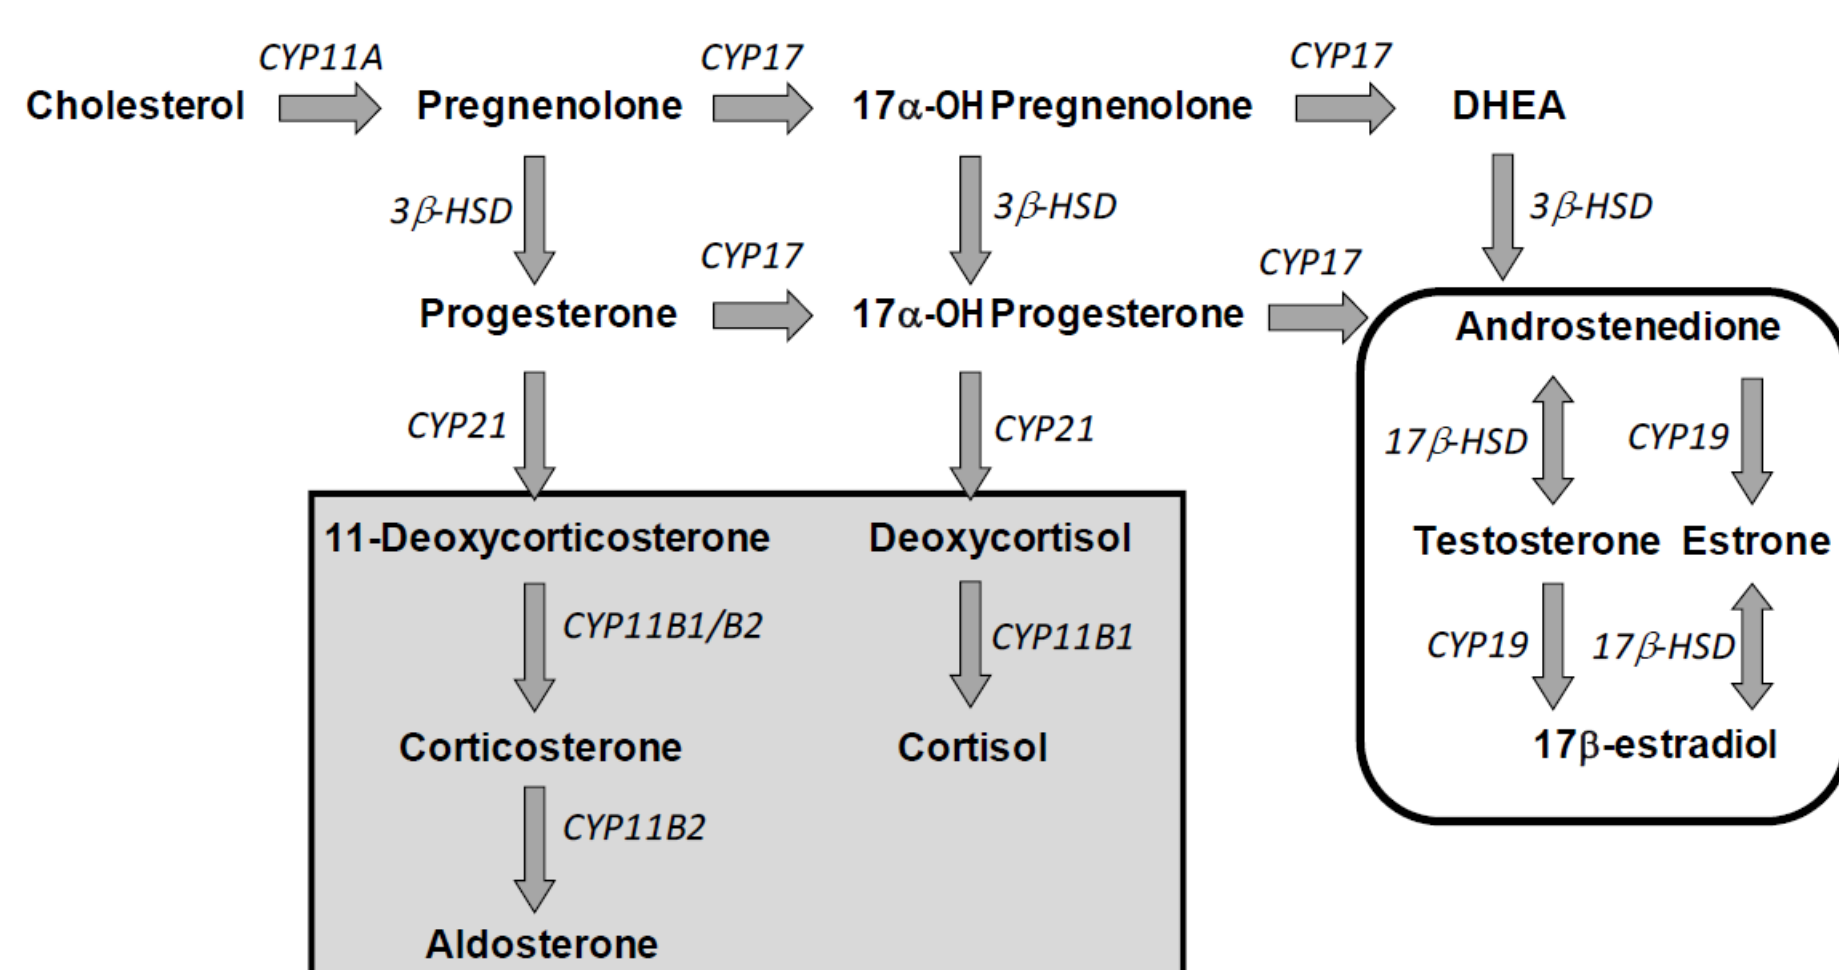 CYP11A CYP17 CYP17
Cholesterol Pregnenolone 17α-OH Pregnenolone DHEA
3β-HSD 3β-HSD 3β-HSD
CYP17 CYP17
Progesterone 17α-OH Progesterone Androstenedione
CYP21 CYP21 17β-HSD CYP19
11-Deoxycorticosterone Deoxycortisol Testosterone Estrone
CYP11B1/B2 CYP11B1 CYP19 17β-HSD
Corticosterone Cortisol 17β-estradiol
CYP11B2
Aldosterone